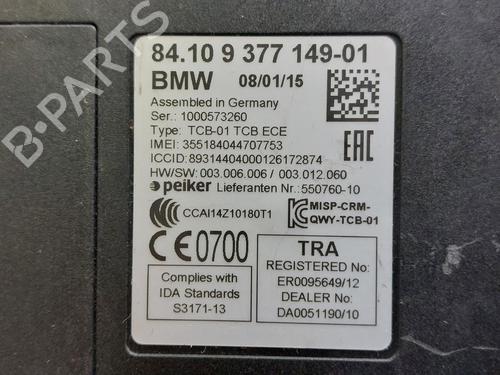 84.10 9 377 149-01
BMW 08/01/15
Assembled in Germany
Ser.: 1000573260
Type: TCB-01 TCB ECE
IMEI: 355184044707753
ICCID: 89314404000126172874
HW/SW: 003.006.006 / 003.012.060
peiker Lieferanten Nr.: 550760-10
EAC
CCAI14Z10180T1
MISP-CRM-
QWY-TCB-01
CE0700
Complies with
IDA Standards
S3171-13
TRA
REGISTERED No:
ER0095649/12
DEALER No:
DA0051190/10
B-PARTS